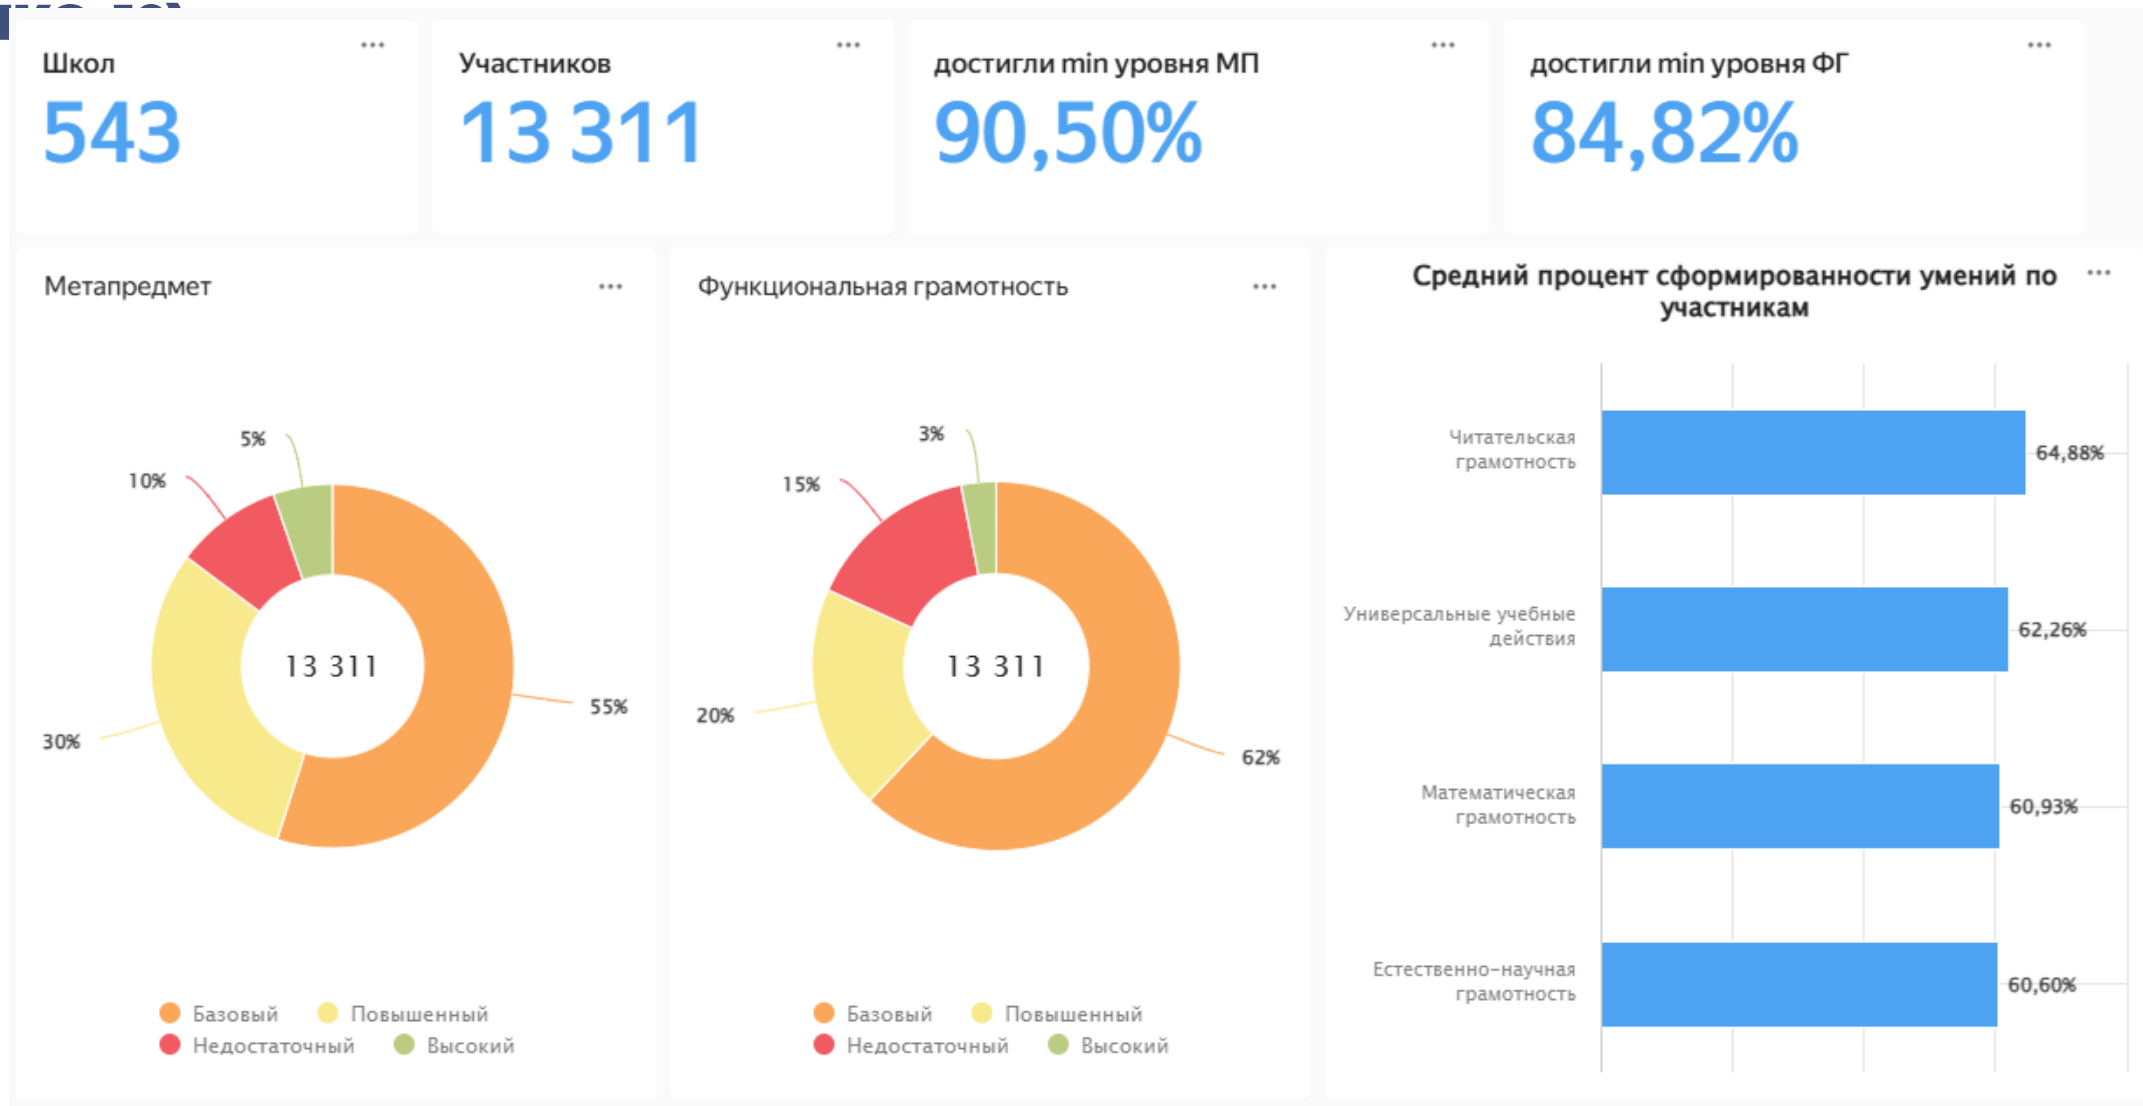 Школ
543
Участников
13 311
достигли min уровня МП
90,50%
достигли min уровня ФГ
84,82%
Метапредмет
5%
10%
13 311
55%
30%
Базовый
Повышенный
Недостаточный
Высокий
Функциональная грамотность
3%
15%
13 311
20%
62%
Базовый
Повышенный
Недостаточный
Высокий
Средний процент сформированности умений по
участникам
Читательская
грамотность
64,88%
Универсальные учебные
действия
62,26%
Математическая
грамотность
60,93%
Естественно-научная
грамотность
60,60%